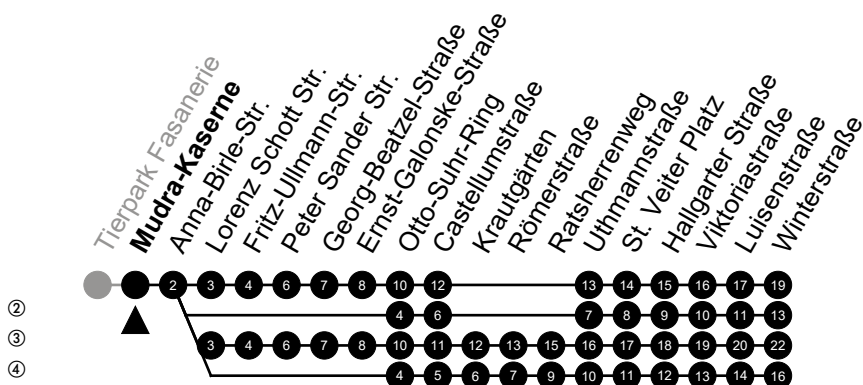 Tierpark Fasanerie
Mudra-Kaserne
Anna-Birle-Str.
Lorenz Schott Str.
Fritz-Ullmann-Str.
Peter Sander Str.
Georg-Beatzel-Straße
Ernst-Galonske-Straße
Otto-Suhr-Ring
Castellumstraße
Krautgärten
Römerstraße
Ratsherrenweg
Uthmannstraße
St. Veiter Platz
Hallgarter Straße
Viktoriastraße
Luisenstraße
Winterstraße
2 3 4 6 7 8 10 12 13 14 15 16 17 19
② 4 6 7 8 9 10 11 13
③ 3 4 6 7 8 10 11 12 13 15 16 17 18 19 20 22
④ 4 5 6 7 9 10 11 12 13 14 16